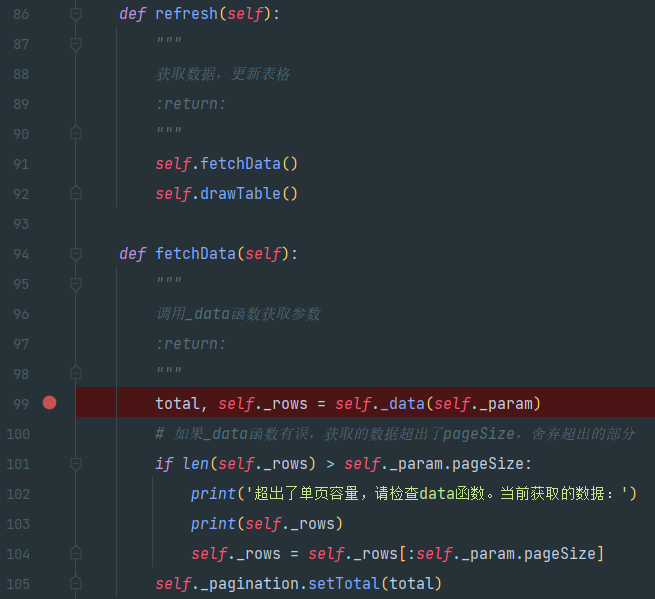 86 def refresh(self):
87 """
88 获取数据，更新表格
89 :return:
90 """
91 self.fetchData()
92 self.drawTable()
93
94 def fetchData(self):
95 """
96 调用_data函数获取参数
97 :return:
98 """
99 total, self._rows = self._data(self._param)
100 # 如果_data函数有误，获取的数据超出了pageSize，舍弃超出的部分
101 if len(self._rows) > self._param.pageSize:
102 print('超出了单页容量，请检查data函数。当前获取的数据：')
103 print(self._rows)
104 self._rows = self._rows[:self._param.pageSize]
105 self._pagination.setTotal(total)